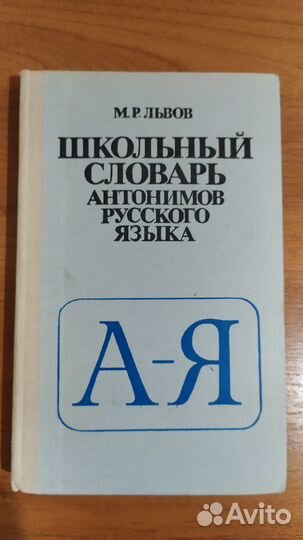 М.Р.ЛЬВОВ
ШКОЛЬНЫЙ
СЛОВАРЬ
АНТОНИМОВ
РУССКОГО
ЯЗЫКА
А-Я
Avito